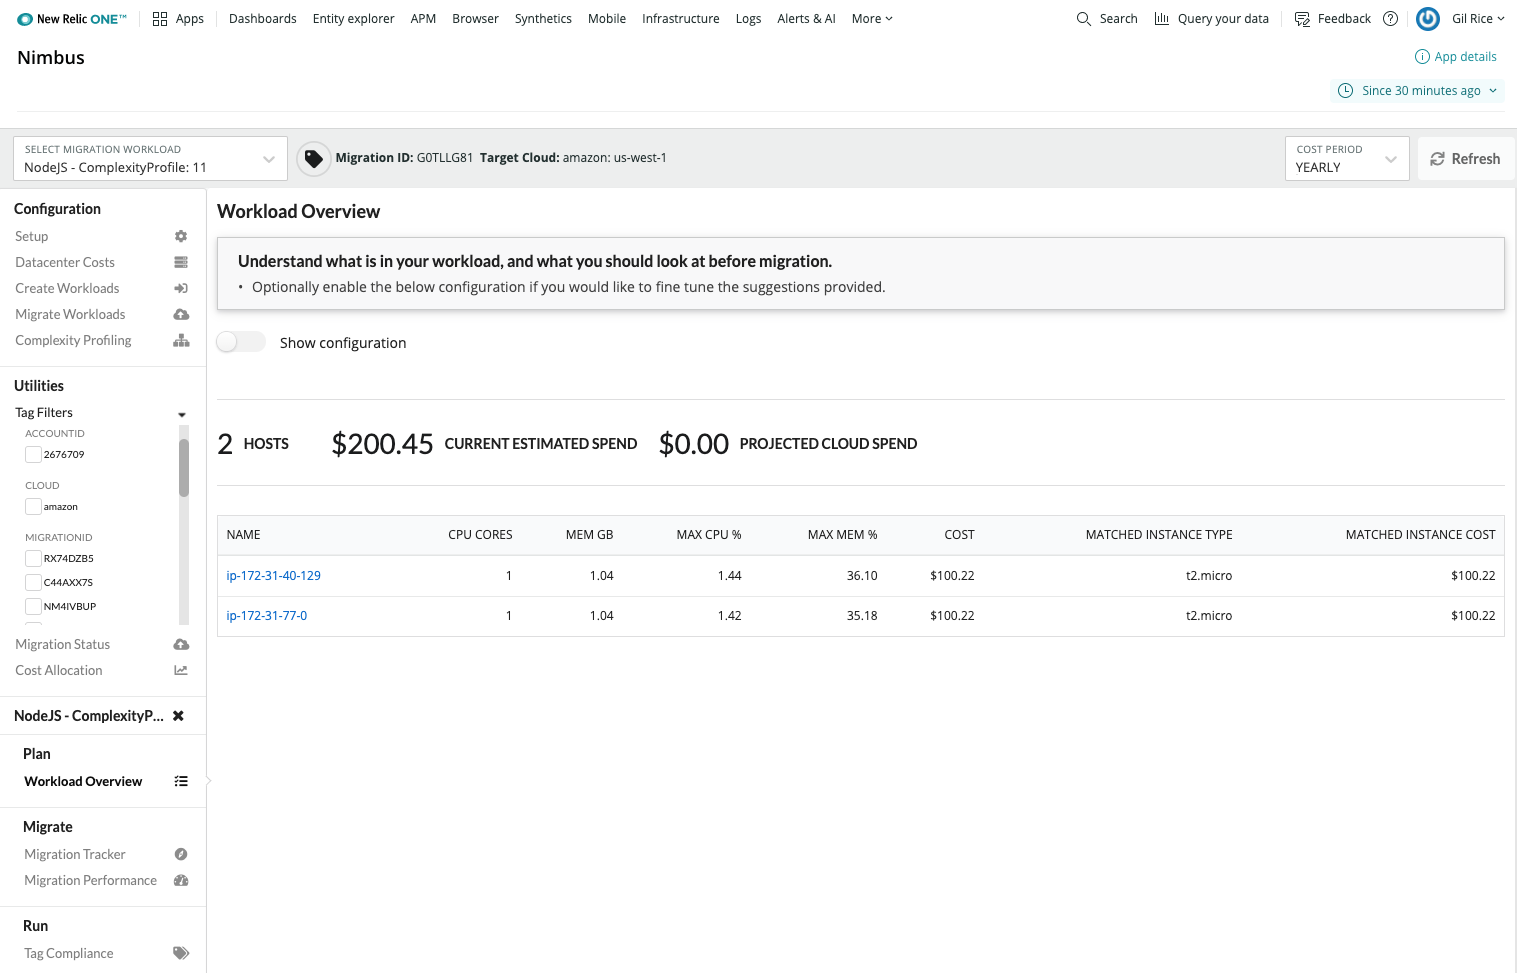 New Relic ONE™ Apps Dashboards Entity explorer APM Browser Synthetics Mobile Infrastructure Logs Alerts & AI More Search Query your data Feedback ? Gil Rice
Nimbus
App details
Since 30 minutes ago
SELECT MIGRATION WORKLOAD
NodeJS - ComplexityProfile: 11
Migration ID: G0TLLG81 Target Cloud: amazon: us-west-1
COST PERIOD
YEARLY
Refresh
Configuration
Setup
Datacenter Costs
Create Workloads
Migrate Workloads
Complexity Profiling
Utilities
Tag Filters
ACCOUNTID
2676709
CLOUD
amazon
MIGRATIONID
RX74DZB5
C44AXX7S
NM4IVBUP
Migration Status
Cost Allocation
NodeJS - ComplexityP...
Plan
Workload Overview
Migrate
Migration Tracker
Migration Performance
Run
Tag Compliance
Workload Overview
Understand what is in your workload, and what you should look at before migration.
• Optionally enable the below configuration if you would like to fine tune the suggestions provided.
Show configuration
2 HOSTS $200.45 CURRENT ESTIMATED SPEND $0.00 PROJECTED CLOUD SPEND
NAME CPU CORES MEM GB MAX CPU % MAX MEM % COST MATCHED INSTANCE TYPE MATCHED INSTANCE COST
ip-172-31-40-129 1 1.04 1.44 36.10 $100.22 t2.micro $100.22
ip-172-31-77-0 1 1.04 1.42 35.18 $100.22 t2.micro $100.22